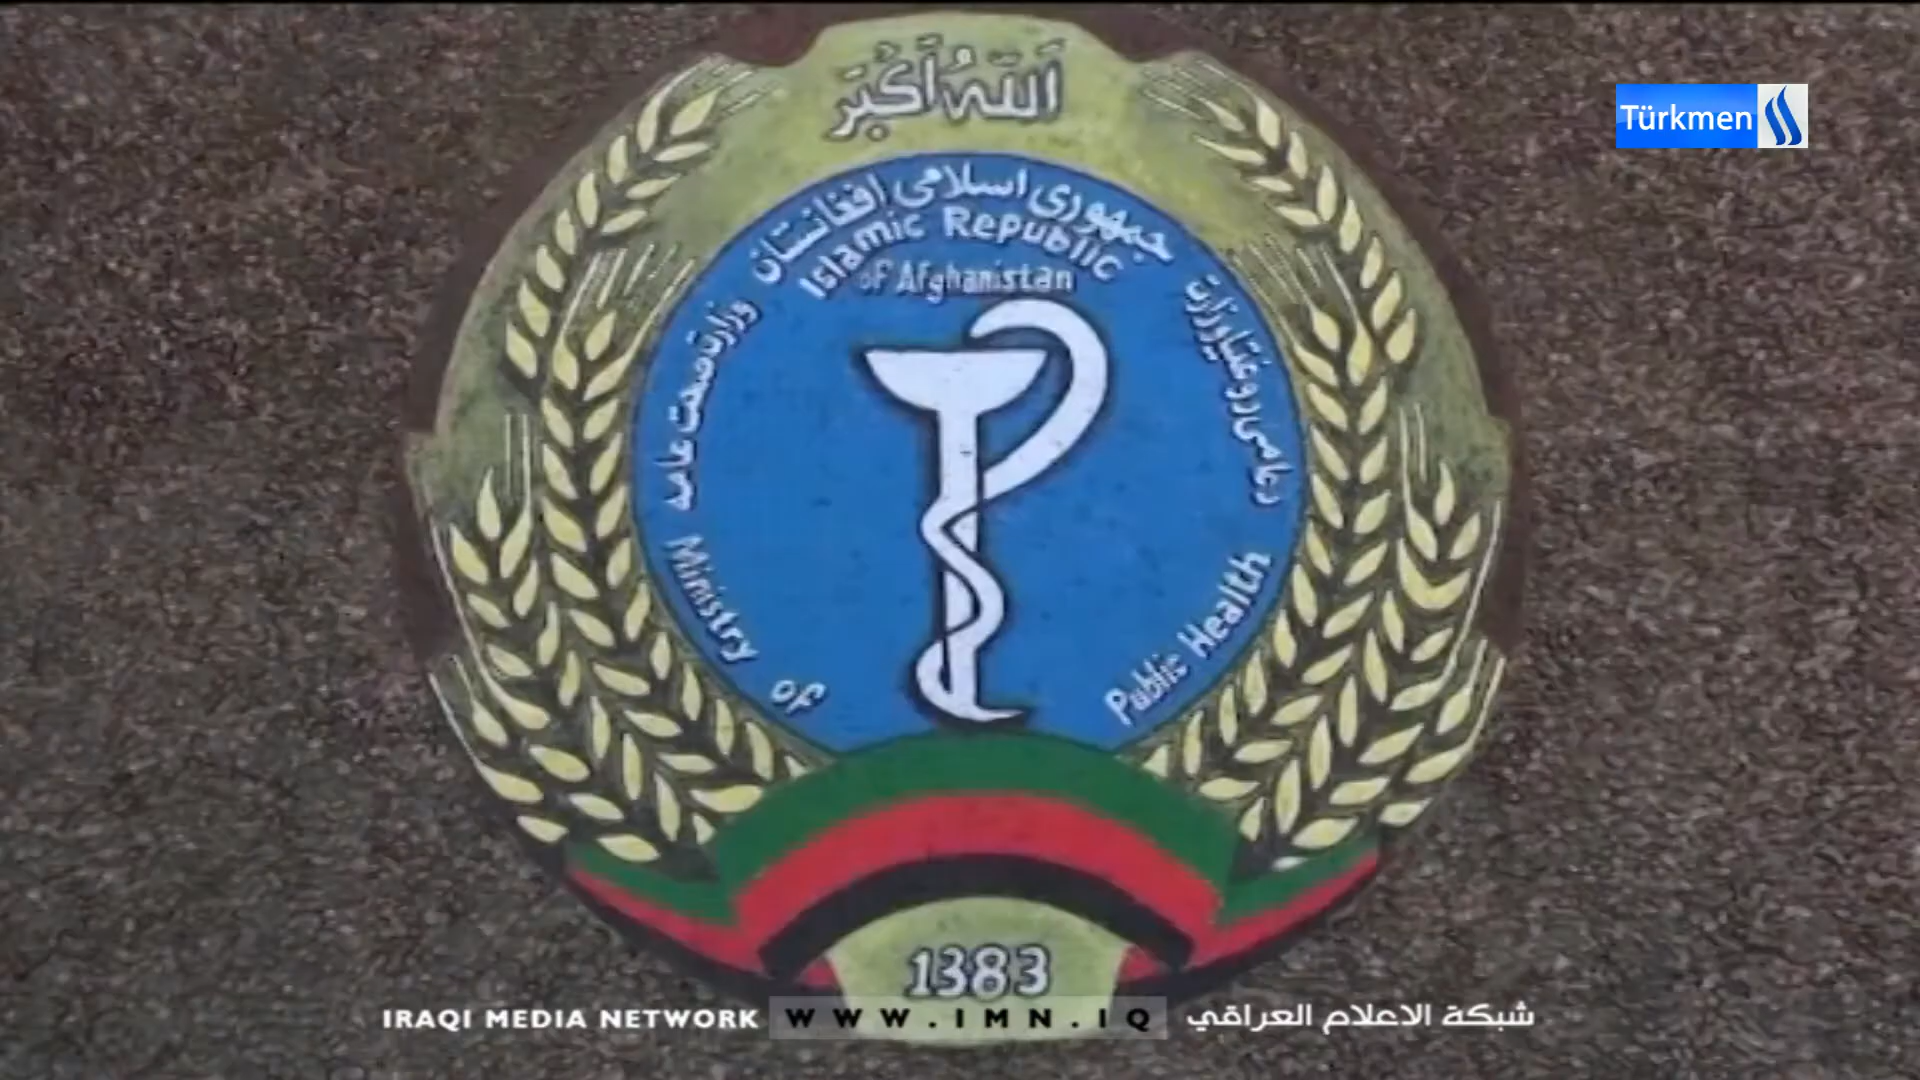 الله أكبر
Türkmen
جمهوری اسلامی افغانستان
Islamic Republic
of Afghanistan
وزارت صحت عامه
Ministry of Public Health
1383
IRAQI MEDIA NETWORK WWW.IMN.IQ شبكة الاعلام العراقي